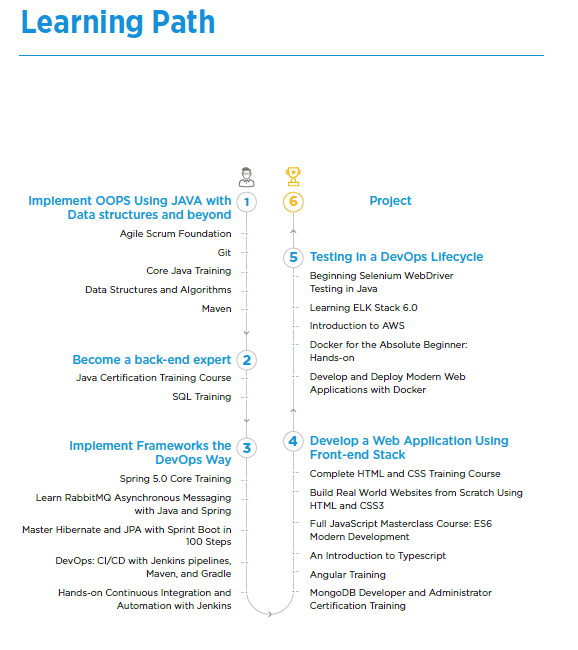 Learning Path
1
Implement OOPS Using JAVA with
Data structures and beyond
Agile Scrum Foundation
Git
Core Java Training
Data Structures and Algorithms
Maven
2
Become a back-end expert
Java Certification Training Course
SQL Training
3
Implement Frameworks the
DevOps Way
Spring 5.0 Core Training
Learn RabbitMQ Asynchronous Messaging
with Java and Spring
Master Hibernate and JPA with Sprint Boot in
100 Steps
DevOps: CI/CD with Jenkins pipelines,
Maven, and Gradle
Hands-on Continuous Integration and
Automation with Jenkins
4
Develop a Web Application Using
Front-end Stack
Complete HTML and CSS Training Course
Build Real World Websites from Scratch Using
HTML and CSS3
Full JavaScript Masterclass Course: ES6
Modern Development
An Introduction to Typescript
Angular Training
MongoDB Developer and Administrator
Certification Training
5
Testing in a DevOps Lifecycle
Beginning Selenium WebDriver
Testing in Java
Learning ELK Stack 6.0
Introduction to AWS
Docker for the Absolute Beginner:
Hands-on
Develop and Deploy Modern Web
Applications with Docker
6
Project